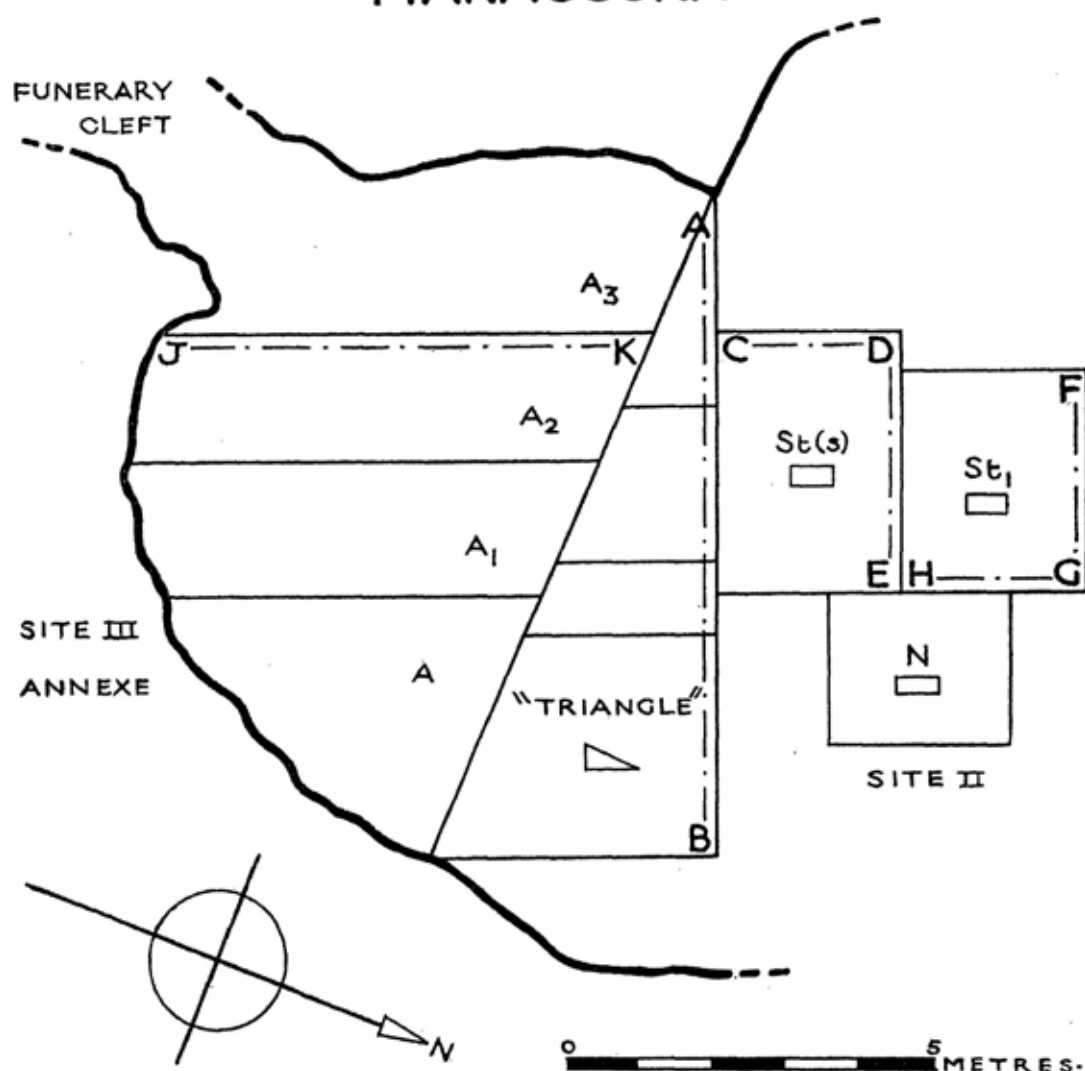 FUNERARY
CLEFT
A
A3
J
K
C
D
F
A2
St(s)
St1
A1
E
H
G
SITE III
ANNEXE
A
N
"TRIANGLE"
SITE II
B
N
0
5
METRES.